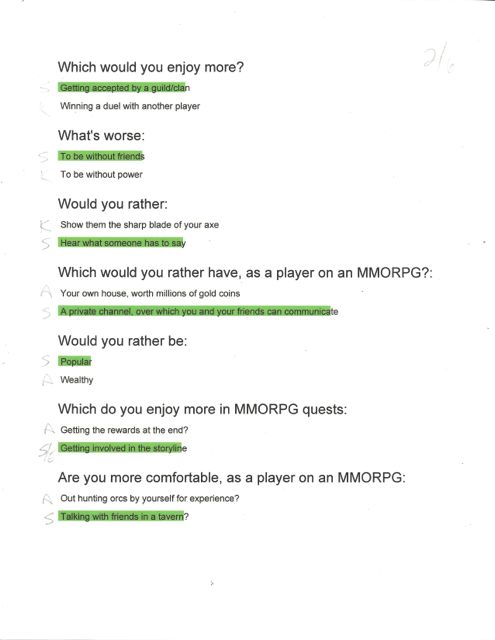 2/6
Which would you enjoy more?
S Getting accepted by a guild/clan
K Winning a duel with another player
What's worse:
S To be without friends
K To be without power
Would you rather:
K Show them the sharp blade of your axe
S Hear what someone has to say
Which would you rather have, as a player on an MMORPG?:
A Your own house, worth millions of gold coins
S A private channel, over which you and your friends can communicate
Would you rather be:
S Popular
A Wealthy
Which do you enjoy more in MMORPG quests:
A Getting the rewards at the end?
Getting involved in the storyline
Are you more comfortable, as a player on an MMORPG:
A Out hunting orcs by yourself for experience?
S Talking with friends in a tavern?